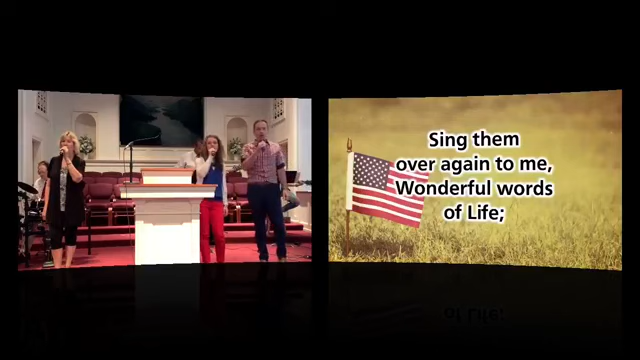 Sing them
over again to me,
Wonderful words
of Life;